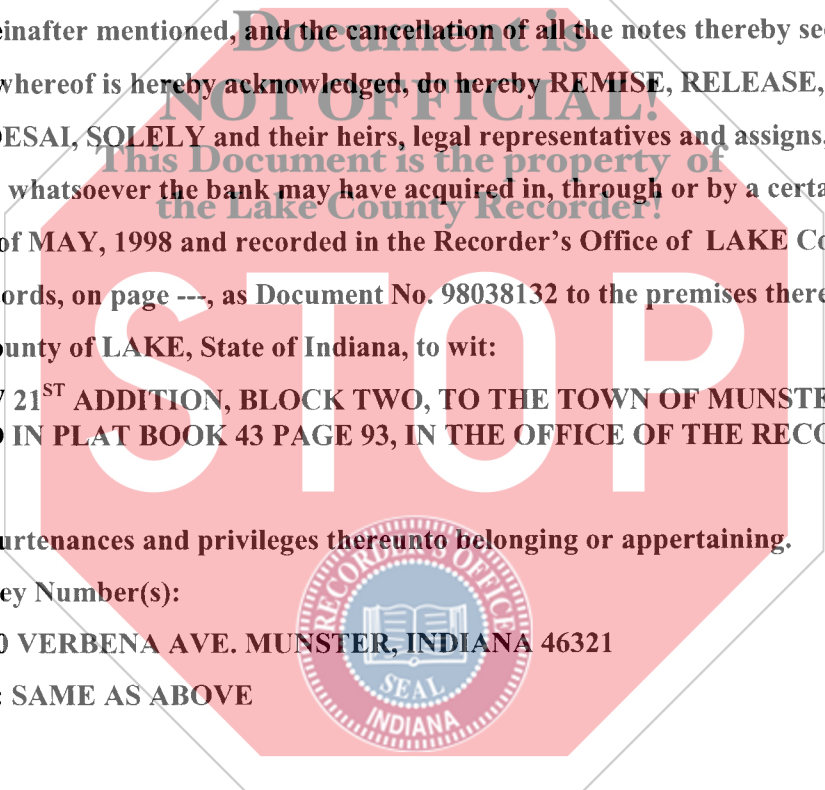 Document is
einafter mentioned, and the cancellation of all the notes thereby se
whereof is hereby acknowledged, do hereby REMISE, RELEASE,
NOT OFFICIAL!
DESAI, SOLELY and their heirs, legal representatives and assigns,
This Document is the property of
whatsoever the bank may have acquired in, through or by a certa
the Lake County Recorder!
of MAY, 1998 and recorded in the Recorder's Office of LAKE Co
ords, on page ---, as Document No. 98038132 to the premises there
ounty of LAKE, State of Indiana, to wit:
STOP
21ST ADDITION, BLOCK TWO, TO THE TOWN OF MUNSTE
IN PLAT BOOK 43 PAGE 93, IN THE OFFICE OF THE RECO
urtenances and privileges thereunto belonging or appertaining.
ey Number(s):
RECORDER'S OFFICE
0 VERBENA AVE. MUNSTER, INDIANA 46321
SEAL
: SAME AS ABOVE
INDIANA